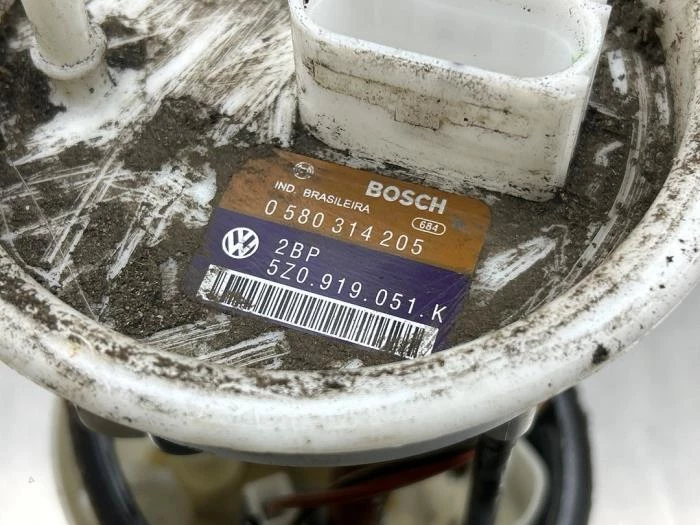 BOSCH
IND. BRASILEIRA
0 580 314 205
684
2BP
5Z0.919.051.K